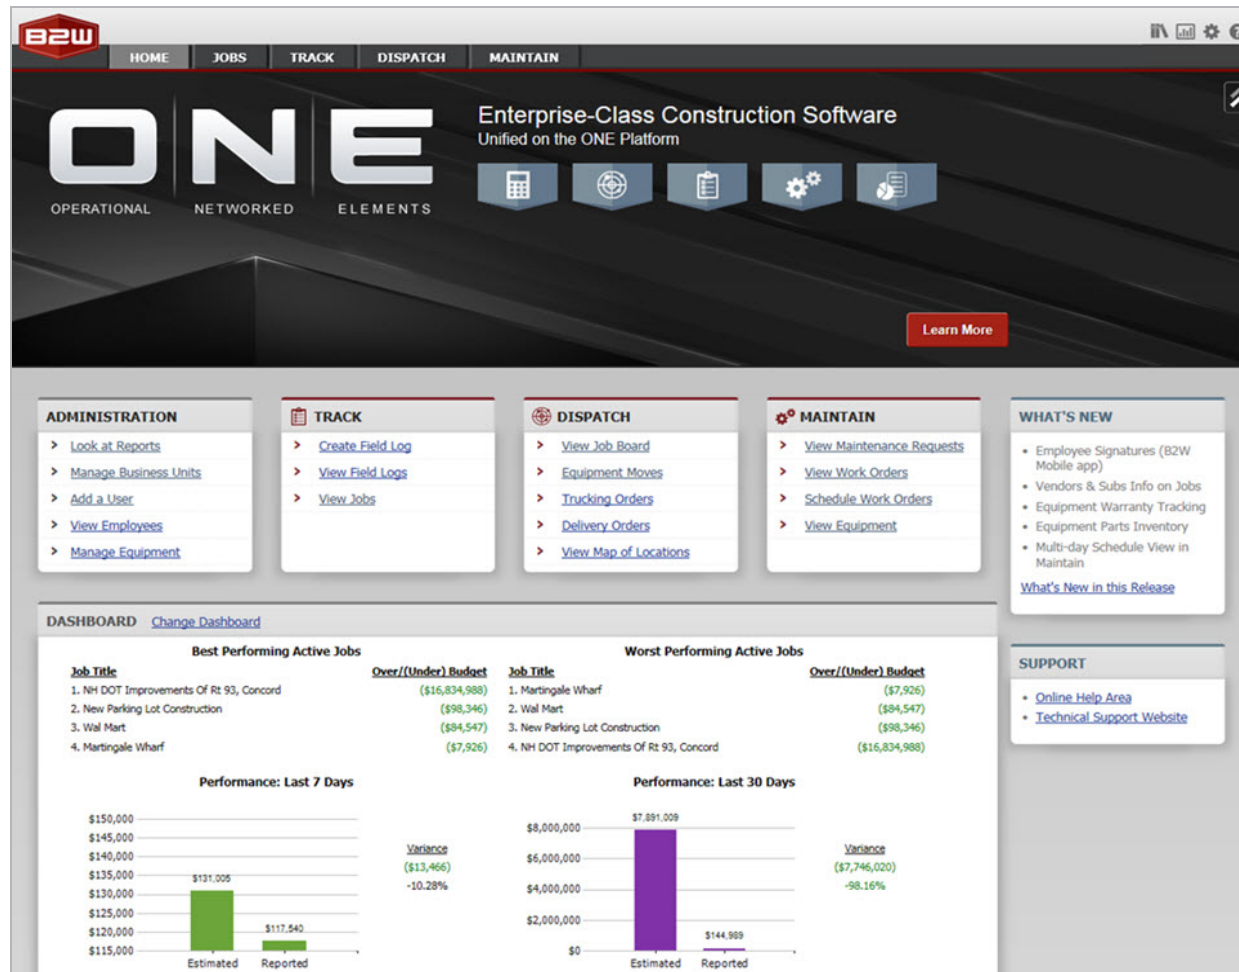 B2W
HOME
JOBS
TRACK
DISPATCH
MAINTAIN
ONE
OPERATIONAL
NETWORKED
ELEMENTS
Enterprise-Class Construction Software
Unified on the ONE Platform
Learn More
ADMINISTRATION
Look at Reports
Manage Business Units
Add a User
View Employees
Manage Equipment
TRACK
Create Field Log
View Field Logs
View Jobs
DISPATCH
View Job Board
Equipment Moves
Trucking Orders
Delivery Orders
View Map of Locations
MAINTAIN
View Maintenance Requests
View Work Orders
Schedule Work Orders
View Equipment
WHAT'S NEW
Employee Signatures (B2W
Mobile app)
Vendors & Subs Info on Jobs
Equipment Warranty Tracking
Equipment Parts Inventory
Multi-day Schedule View in
Maintain
What's New in this Release
SUPPORT
Online Help Area
Technical Support Website
DASHBOARD Change Dashboard
Best Performing Active Jobs
Job Title Over/(Under) Budget
1. NH DOT Improvements Of Rt 93, Concord ($16,834,988)
2. New Parking Lot Construction ($98,346)
3. Wal Mart ($84,547)
4. Martingale Wharf ($7,926)
Worst Performing Active Jobs
Job Title Over/(Under) Budget
1. Martingale Wharf ($7,926)
2. Wal Mart ($84,547)
3. New Parking Lot Construction ($98,346)
4. NH DOT Improvements Of Rt 93, Concord ($16,834,988)
Performance: Last 7 Days
$150,000
$145,000
$140,000
$135,000
$130,000
$125,000
$120,000
$115,000
$131,005
$117,540
Estimated Reported
Variance
($13,466)
-10.28%
Performance: Last 30 Days
$8,000,000
$6,000,000
$4,000,000
$2,000,000
$0
$7,891,009
$144,989
Estimated Reported
Variance
($7,746,020)
-98.16%